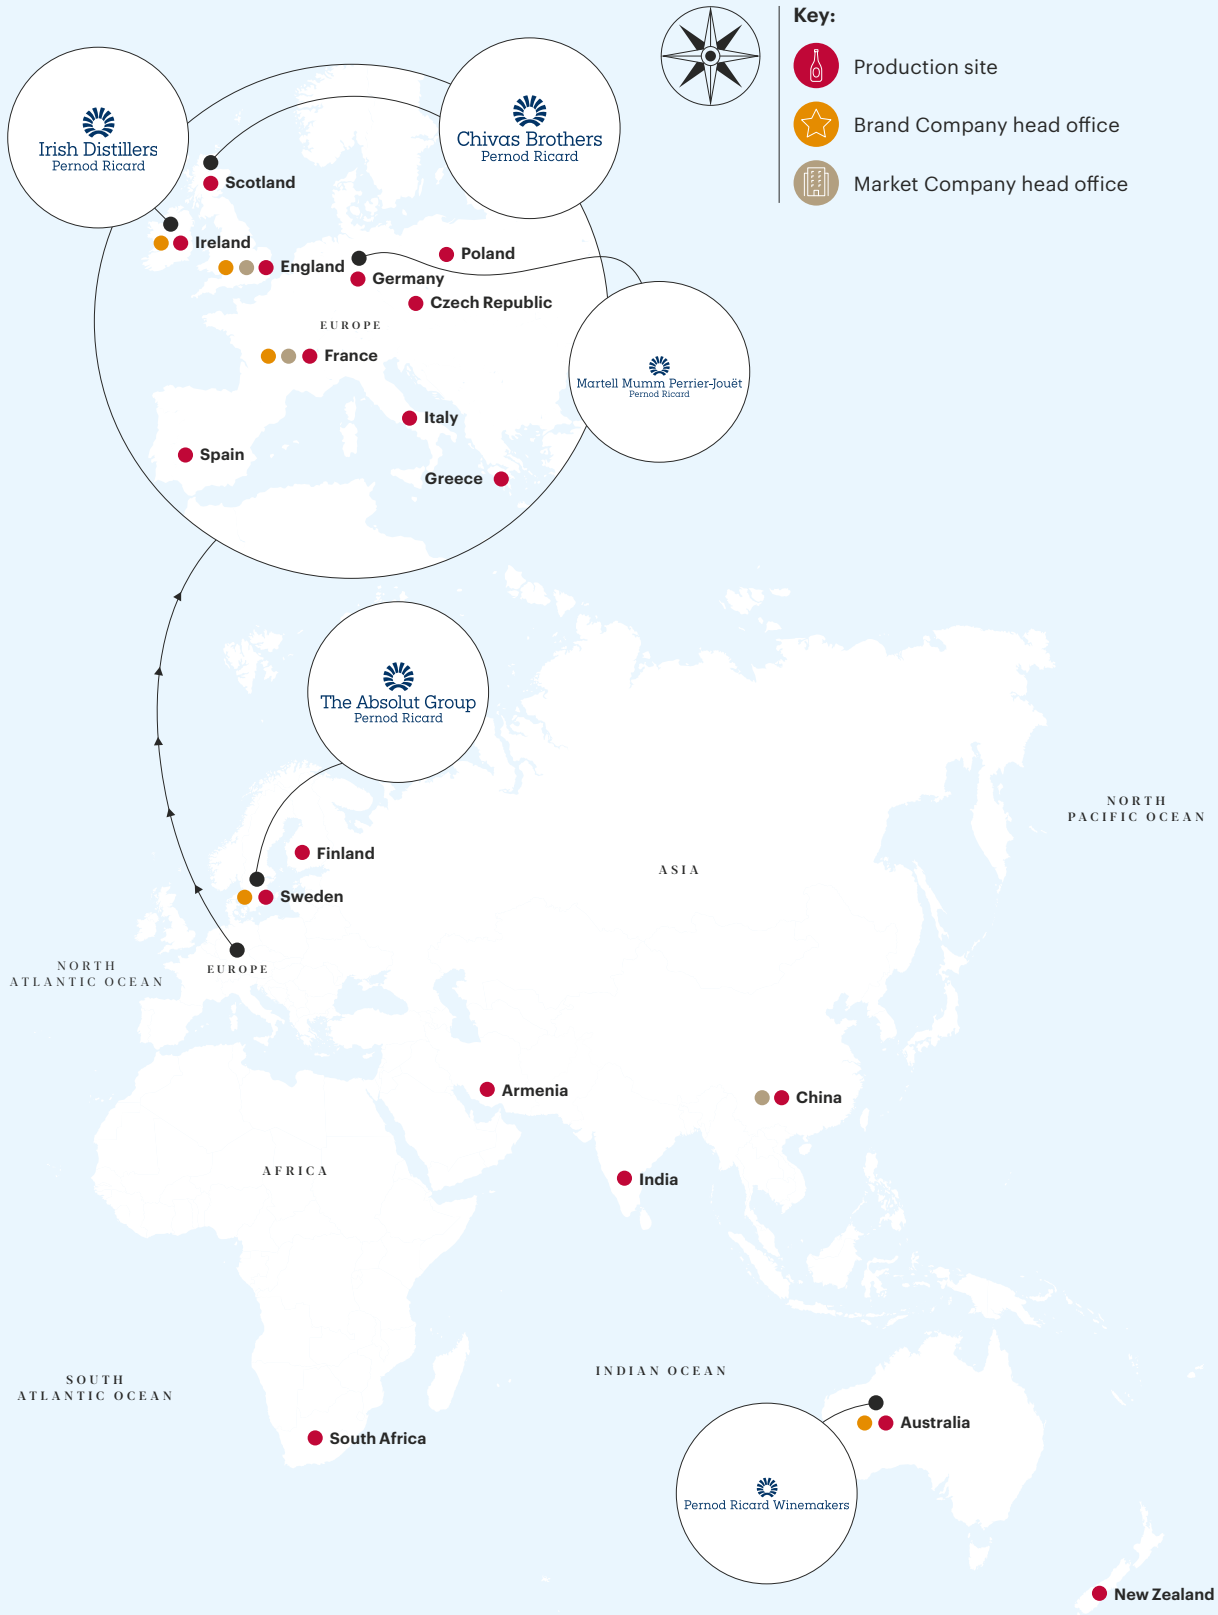 Key:
Production site
Brand Company head office
Market Company head office
Irish Distillers
Pernod Ricard
Chivas Brothers
Pernod Ricard
Scotland
Ireland
England
Poland
Germany
Czech Republic
EUROPE
France
Martell Mumm Perrier-Jouët
Pernod Ricard
Italy
Spain
Greece
The Absolut Group
Pernod Ricard
NORTH
PACIFIC OCEAN
Finland
ASIA
Sweden
NORTH
ATLANTIC OCEAN
EUROPE
Armenia
China
AFRICA
India
INDIAN OCEAN
SOUTH
ATLANTIC OCEAN
Australia
South Africa
Pernod Ricard Winemakers
New Zealand